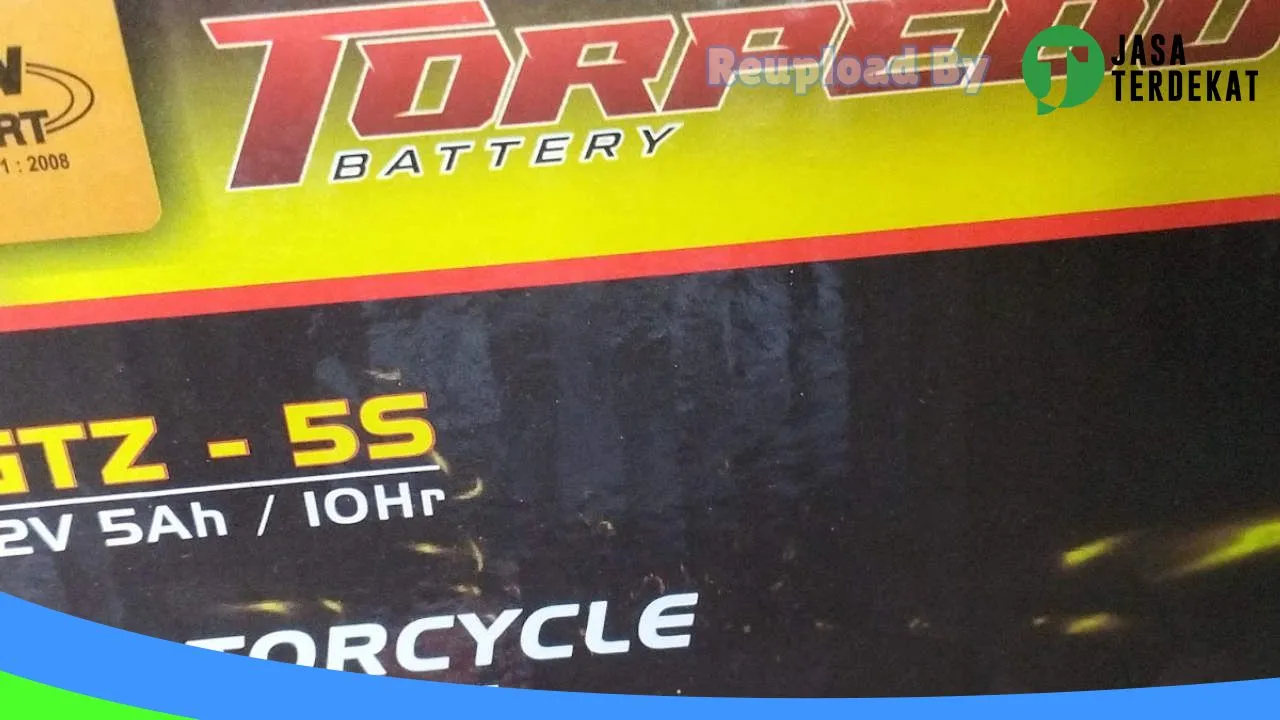 TORPEDO
BATTERY
Reupload By
JASA
TERDEKAT
N
RT
1 : 2008
GTZ - 5S
2V 5Ah / 10Hr
TORCYCLE